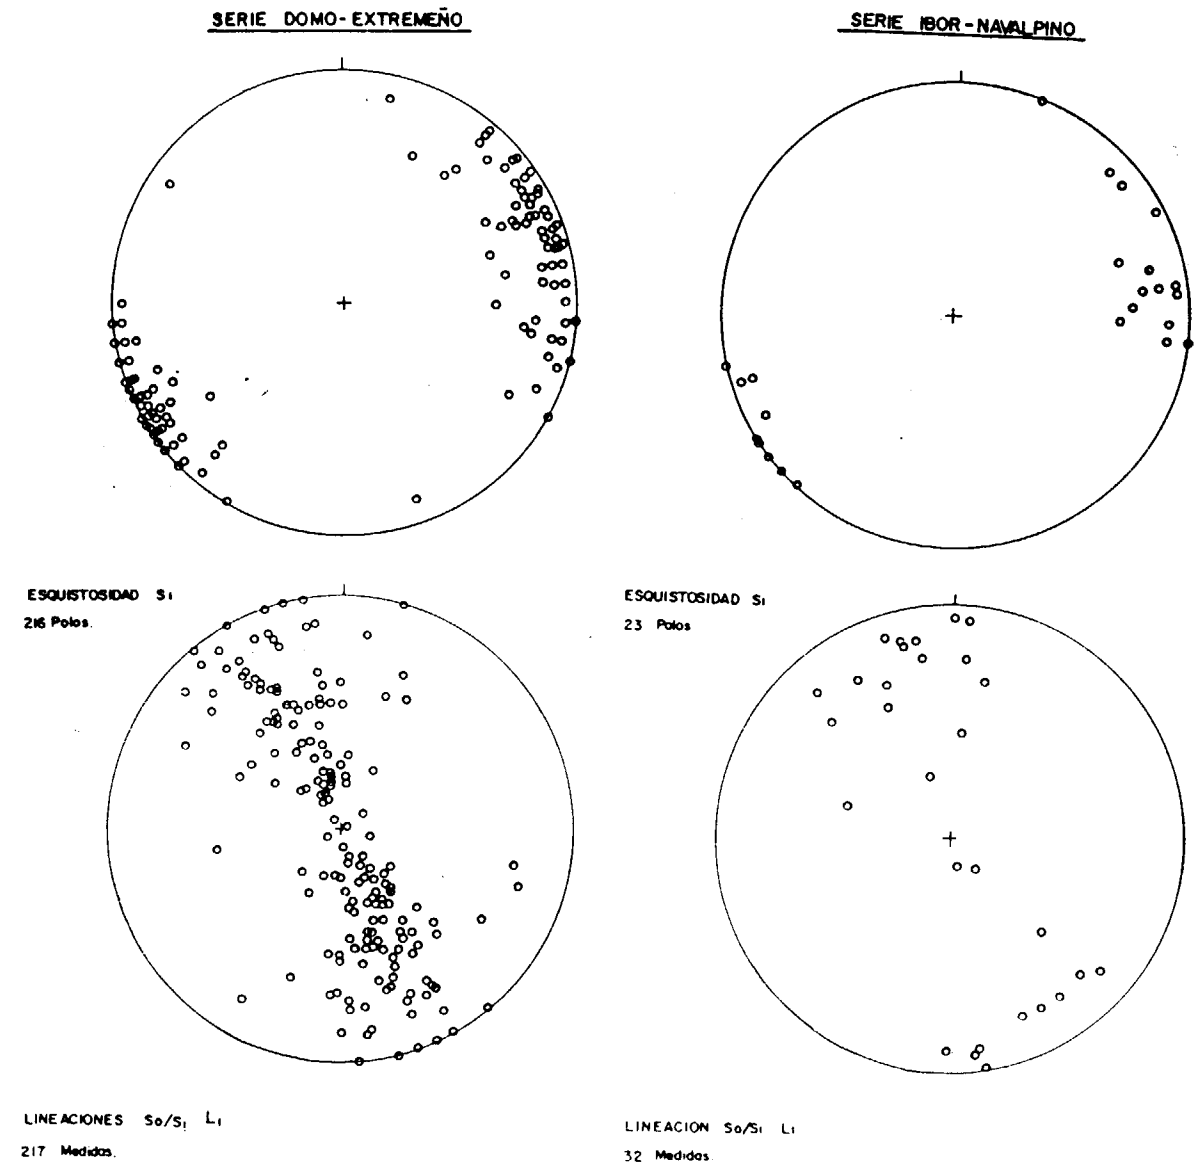 SERIE DOMO-EXTREMEÑO
SERIE IBOR-NAVALPINO
ESQUISTOSIDAD S1
216 Polos.
ESQUISTOSIDAD S1
23 Polos
LINEACIONES So/S1 L1
217 Medidas.
LINEACION So/S1 L1
32 Medidas